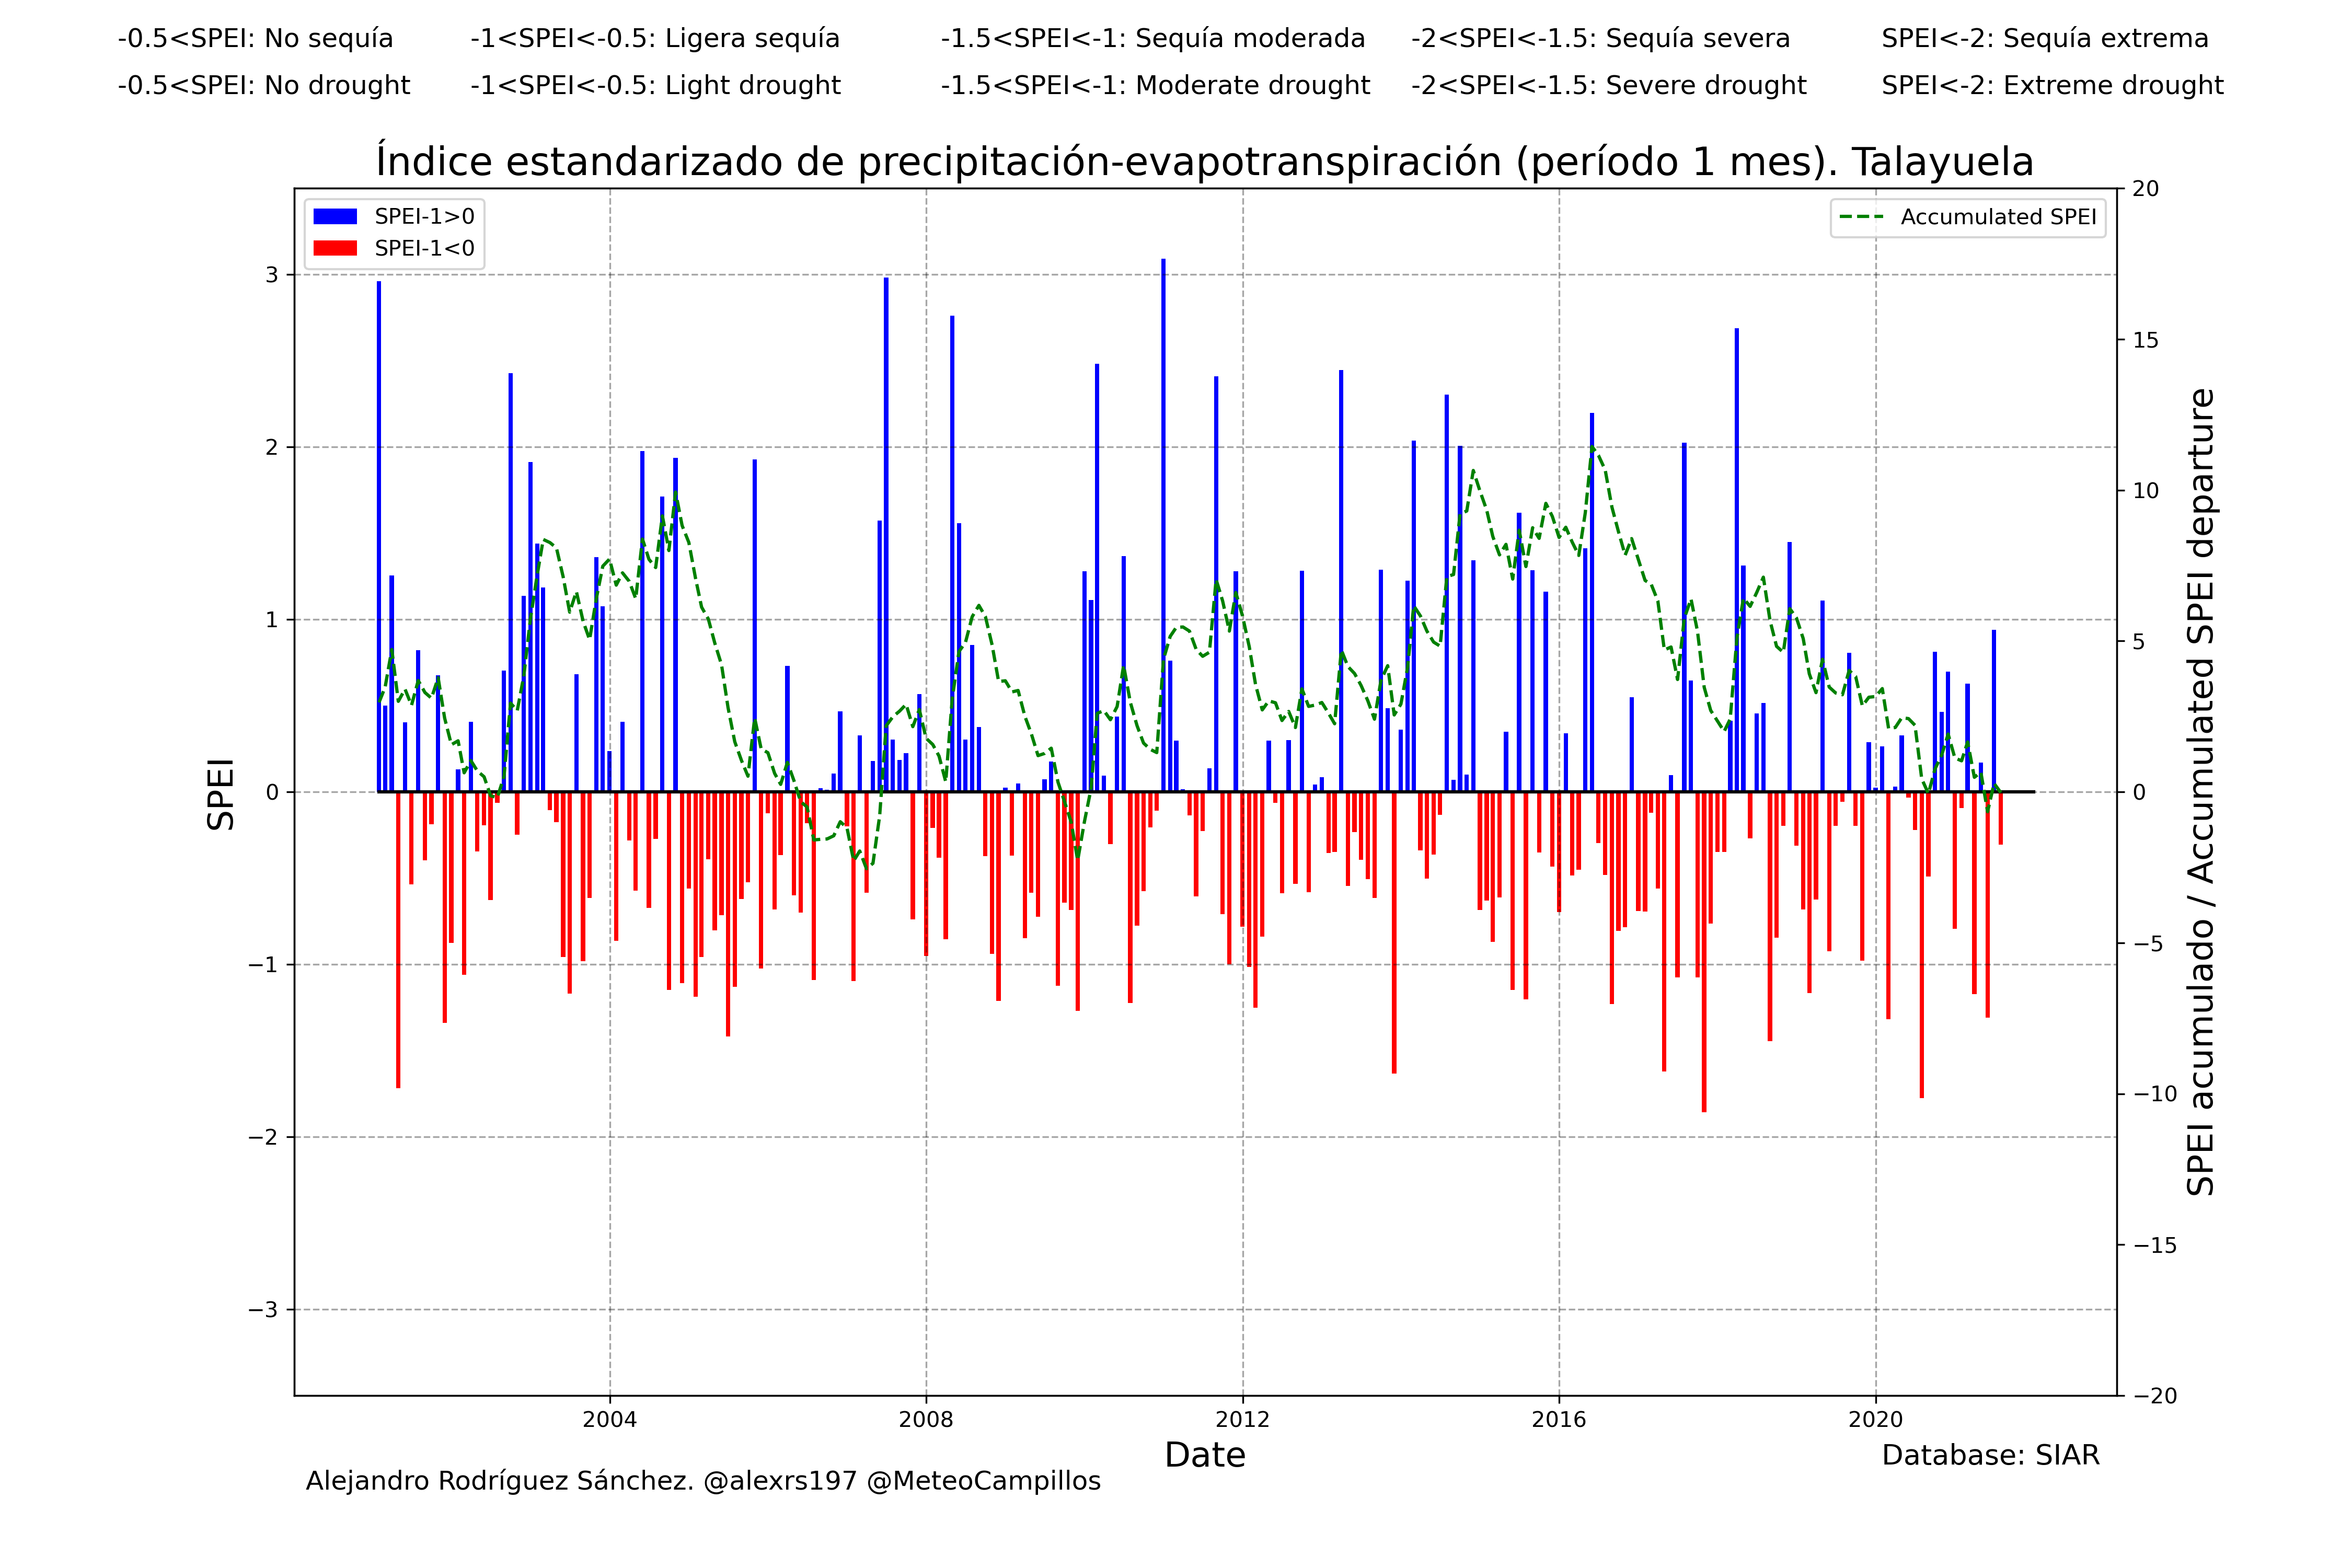 -0.5<SPEI: No sequía -1<SPEI<-0.5: Ligera sequía -1.5<SPEI<-1: Sequía moderada -2<SPEI<-1.5: Sequía severa SPEI<-2: Sequía extrema
-0.5<SPEI: No drought -1<SPEI<-0.5: Light drought -1.5<SPEI<-1: Moderate drought -2<SPEI<-1.5: Severe drought SPEI<-2: Extreme drought
Índice estandarizado de precipitación-evapotranspiración (período 1 mes). Talayuela
SPEI-1>0
SPEI-1<0
Accumulated SPEI
SPEI
3
2
1
0
−1
−2
−3
20
15
10
5
0
−5
−10
−15
−20
SPEI acumulado / Accumulated SPEI departure
2004 2008 2012 2016 2020
Date
Database: SIAR
Alejandro Rodríguez Sánchez. @alexrs197 @MeteoCampillos